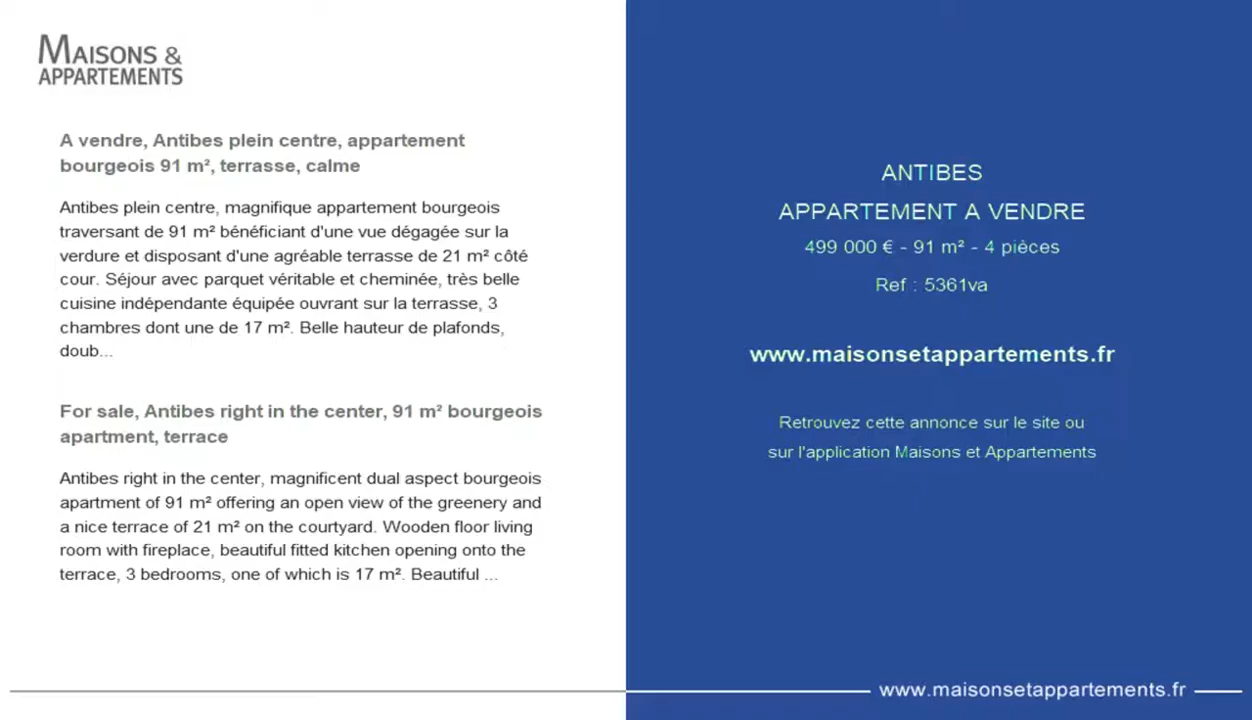 MAISONS &
APPARTEMENTS
A vendre, Antibes plein centre, appartement
bourgeois 91 m², terrasse, calme
Antibes plein centre, magnifique appartement bourgeois
traversant de 91 m² bénéficiant d'une vue dégagée sur la
verdure et disposant d'une agréable terrasse de 21 m² côté
cour. Séjour avec parquet véritable et cheminée, très belle
cuisine indépendante équipée ouvrant sur la terrasse, 3
chambres dont une de 17 m². Belle hauteur de plafonds,
doub...
For sale, Antibes right in the center, 91 m² bourgeois
apartment, terrace
Antibes right in the center, magnificent dual aspect bourgeois
apartment of 91 m² offering an open view of the greenery and
a nice terrace of 21 m² on the courtyard. Wooden floor living
room with fireplace, beautiful fitted kitchen opening onto the
terrace, 3 bedrooms, one of which is 17 m². Beautiful ...
ANTIBES
APPARTEMENT A VENDRE
499 000 € - 91 m² - 4 pièces
Ref : 5361va
www.maisonsetappartements.fr
Retrouvez cette annonce sur le site ou
sur l'application Maisons et Appartements
www.maisonsetappartements.fr